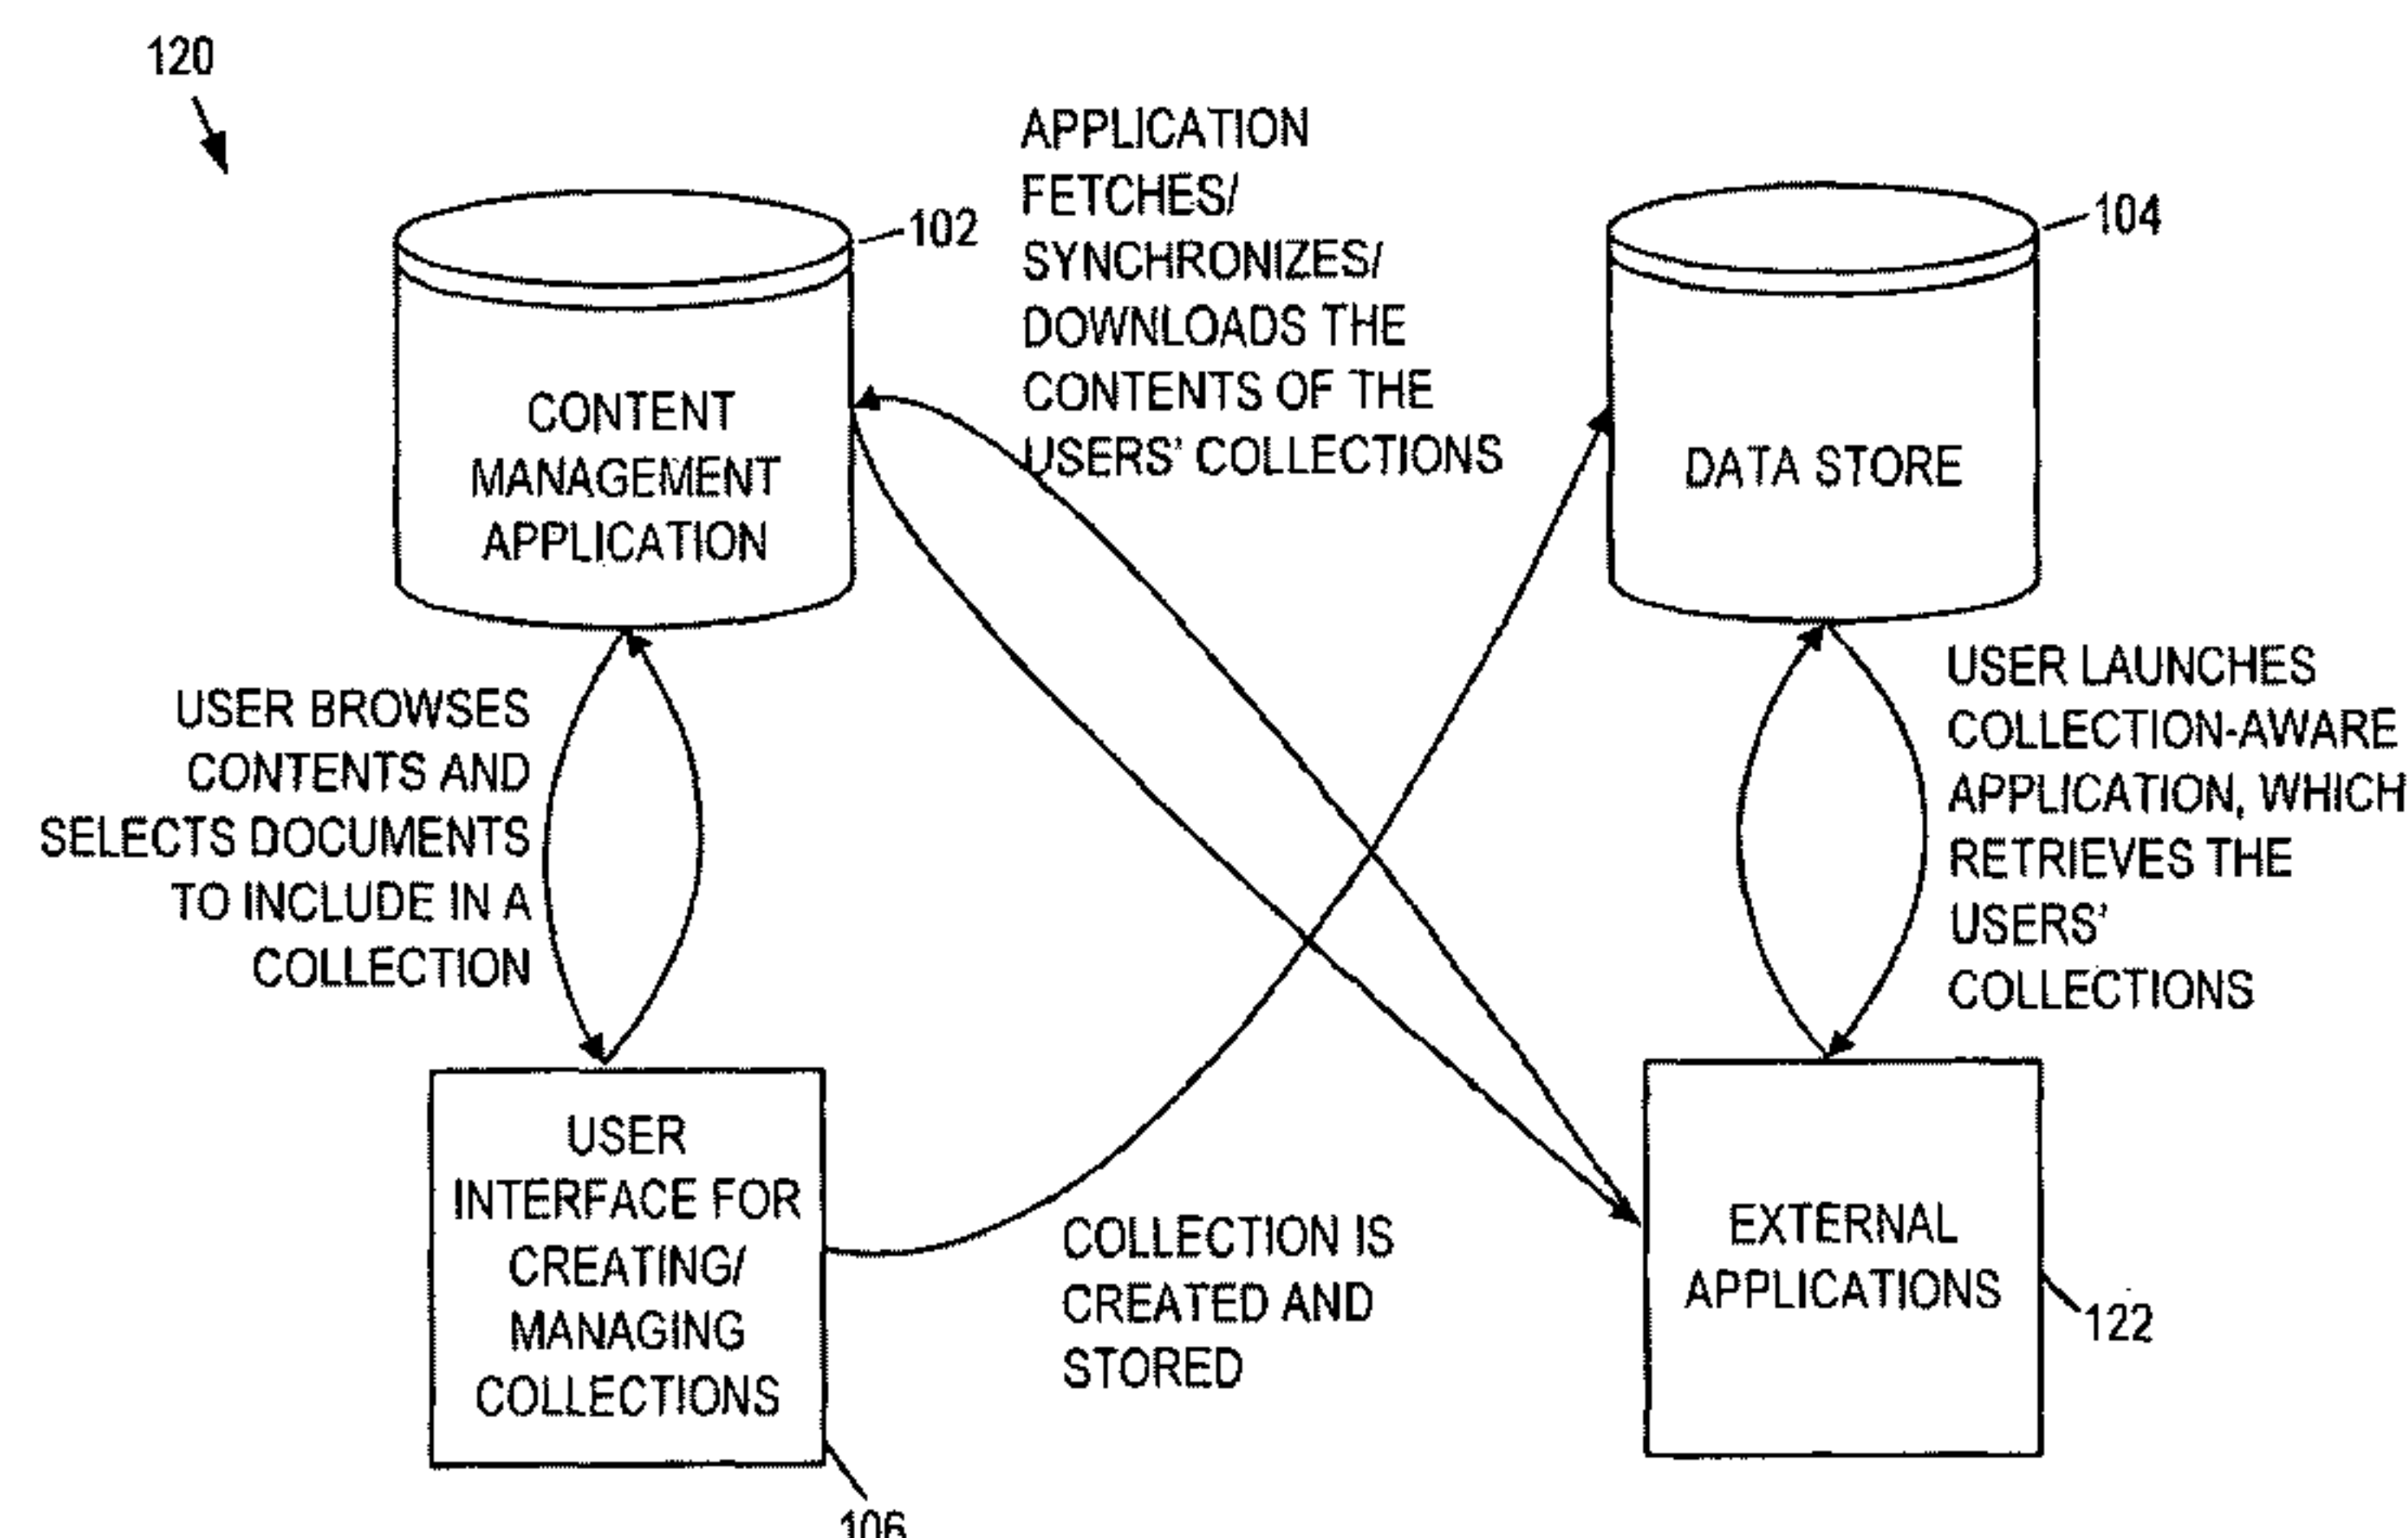 120
APPLICATION
FETCHES/
SYNCHRONIZES/
DOWNLOADS THE
CONTENTS OF THE
USERS' COLLECTIONS
102
104
CONTENT
MANAGEMENT
APPLICATION
DATA STORE
USER BROWSES
CONTENTS AND
SELECTS DOCUMENTS
TO INCLUDE IN A
COLLECTION
USER LAUNCHES
COLLECTION-AWARE
APPLICATION, WHICH
RETRIEVES THE
USERS'
COLLECTIONS
USER
INTERFACE FOR
CREATING/
MANAGING
COLLECTIONS
COLLECTION IS
CREATED AND
STORED
EXTERNAL
APPLICATIONS
122
106